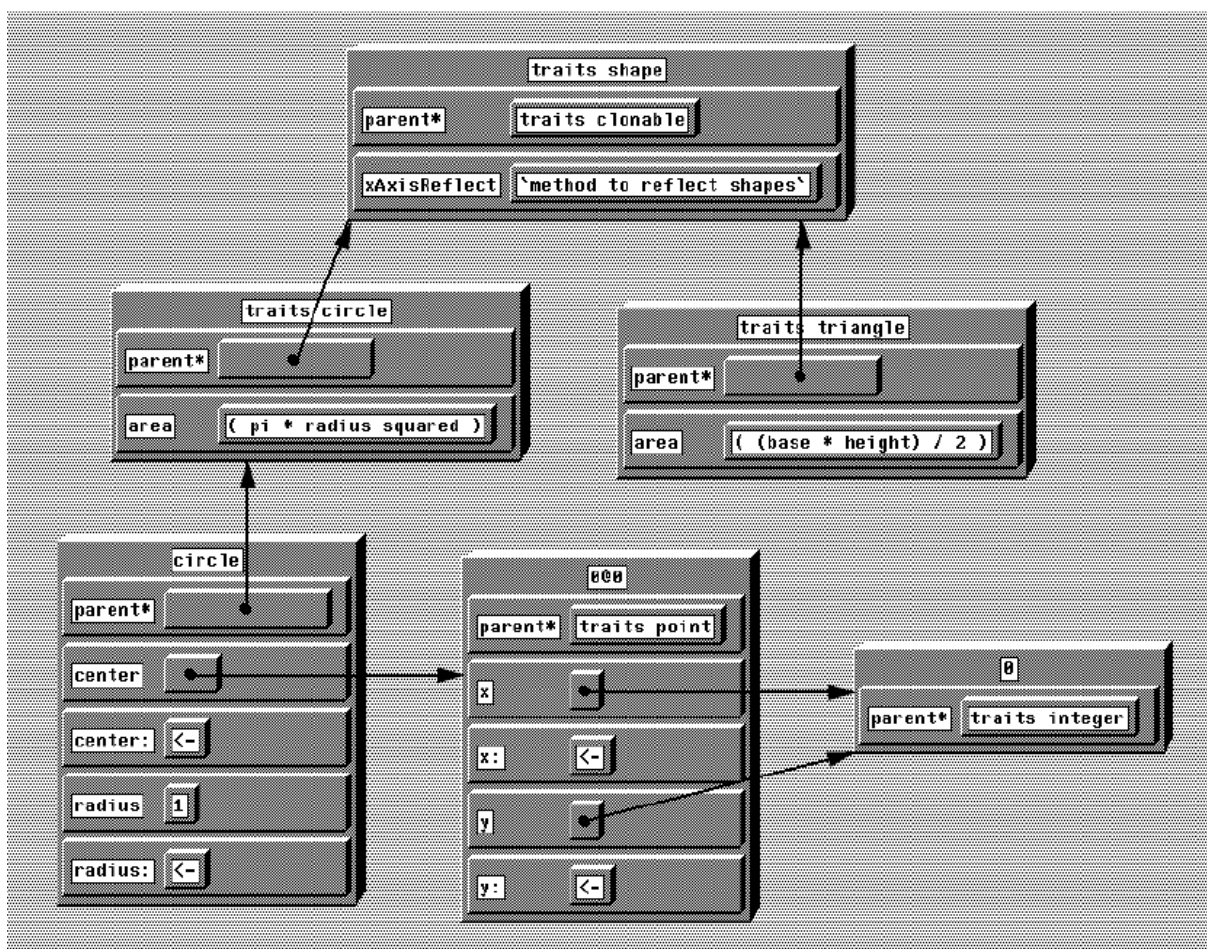 traits shape
parent* traits clonable
xAxisReflect `method to reflect shapes`
traits circle
parent*
area ( pi * radius squared )
traits triangle
parent*
area ( (base * height) / 2 )
circle
parent*
center
center: <-
radius 1
radius: <-
0@0
parent* traits point
x
x: <-
y
y: <-
0
parent* traits integer